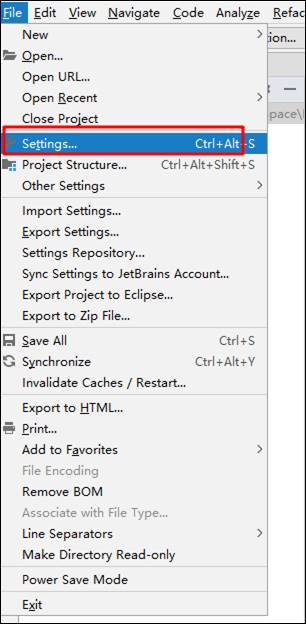 File Edit View Navigate Code Analyze Refac
New
Open...
tion...
Open URL...
Open Recent
space\
Close Project
Settings... Ctrl+Alt+S
Project Structure... Ctrl+Alt+Shift+S
Other Settings
Import Settings...
Export Settings...
Settings Repository...
Sync Settings to JetBrains Account...
Export Project to Eclipse...
Export to Zip File...
Save All Ctrl+S
Synchronize Ctrl+Alt+Y
Invalidate Caches / Restart...
Export to HTML...
Print...
Add to Favorites
File Encoding
Remove BOM
Associate with File Type...
Line Separators
Make Directory Read-only
Power Save Mode
Exit